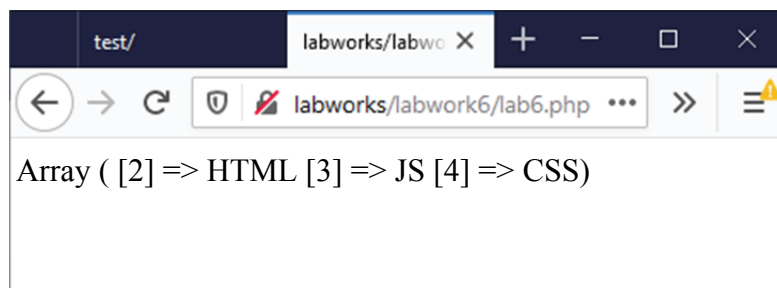 test/
labworks/labwo
labworks/labwork6/lab6.php
Array ( [2] => HTML [3] => JS [4] => CSS)